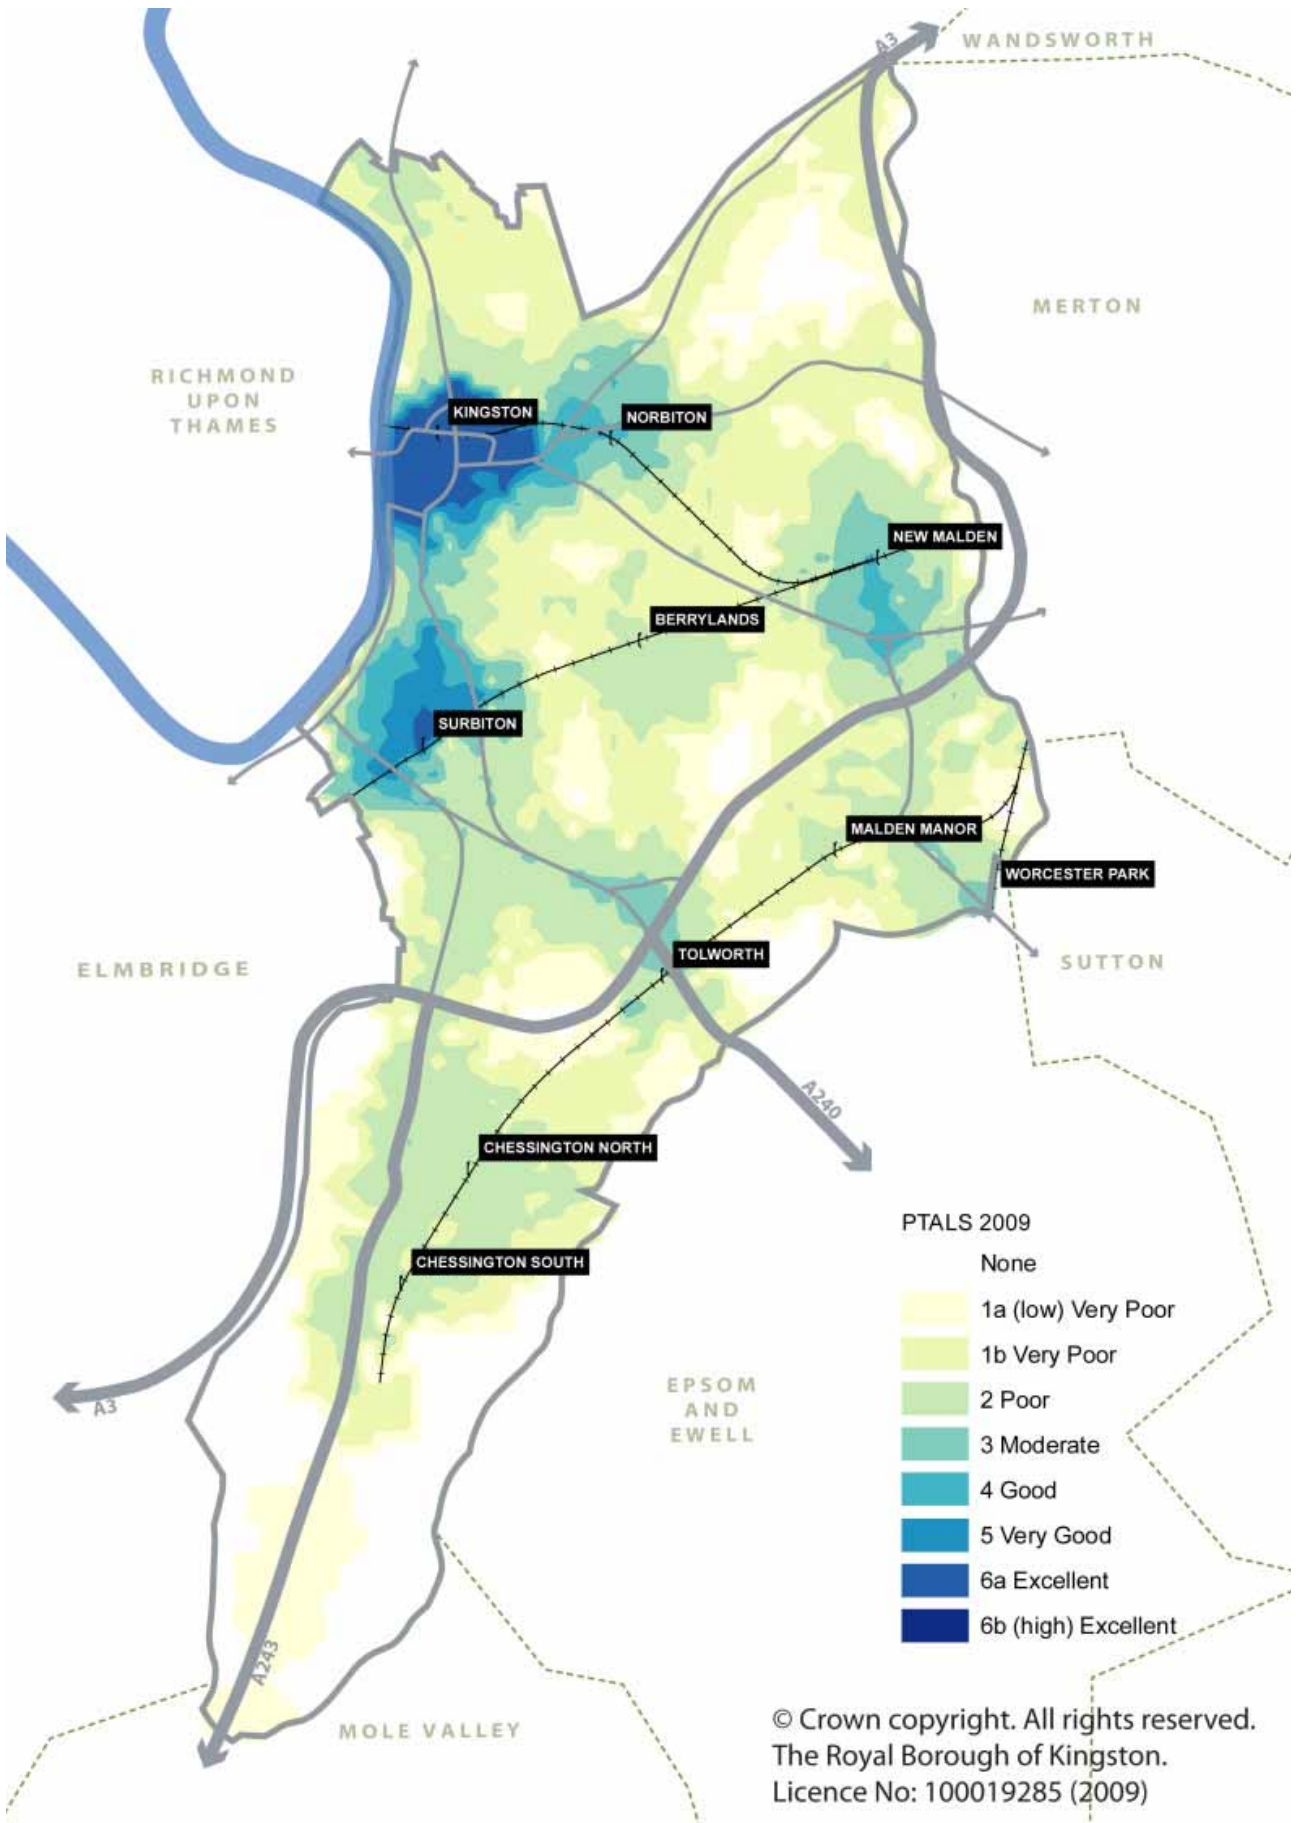 A3
WANDSWORTH
MERTON
RICHMOND
UPON
THAMES
KINGSTON
NORBITON
NEW MALDEN
BERRYLANDS
SURBITON
MALDEN MANOR
WORCESTER PARK
TOLWORTH
ELMBRIDGE
SUTTON
A240
CHESSINGTON NORTH
CHESSINGTON SOUTH
A3
EPSOM
AND
EWELL
A243
MOLE VALLEY
PTALS 2009
None
1a (low) Very Poor
1b Very Poor
2 Poor
3 Moderate
4 Good
5 Very Good
6a Excellent
6b (high) Excellent
© Crown copyright. All rights reserved.
The Royal Borough of Kingston.
Licence No: 100019285 (2009)